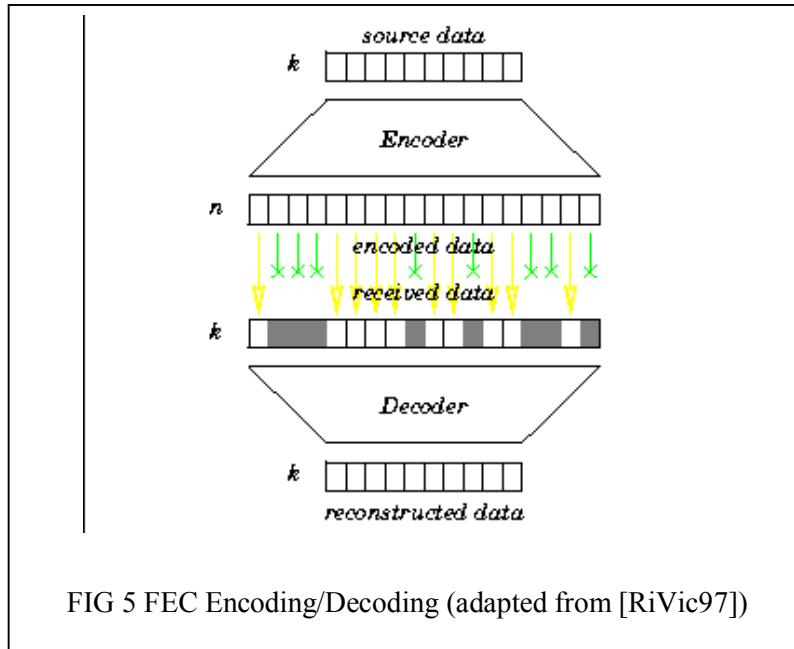 source data
k
Encoder
n
encoded data
received data
k
Decoder
k
reconstructed data
FIG 5 FEC Encoding/Decoding (adapted from [RiVic97])